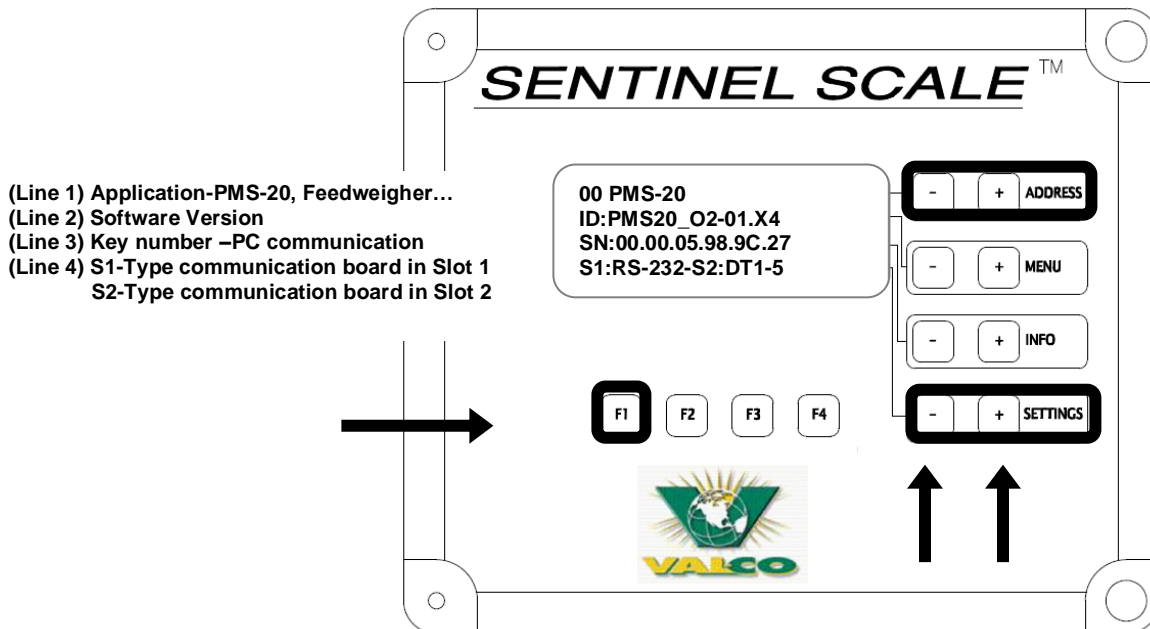 SENTINEL SCALE™
(Line 1) Application-PMS-20, Feedweigher…
(Line 2) Software Version
(Line 3) Key number –PC communication
(Line 4) S1-Type communication board in Slot 1
S2-Type communication board in Slot 2
00 PMS-20
ID:PMS20_O2-01.X4
SN:00.00.05.98.9C.27
S1:RS-232-S2:DT1-5
- + ADDRESS
- + MENU
- + INFO
- + SETTINGS
F1 F2 F3 F4
VALCO